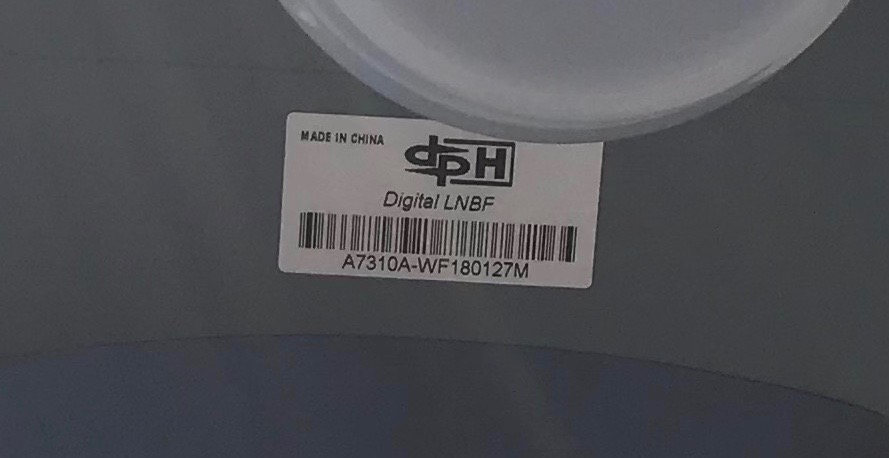 MADE IN CHINA
dpH
Digital LNBF
A7310A-WF180127M